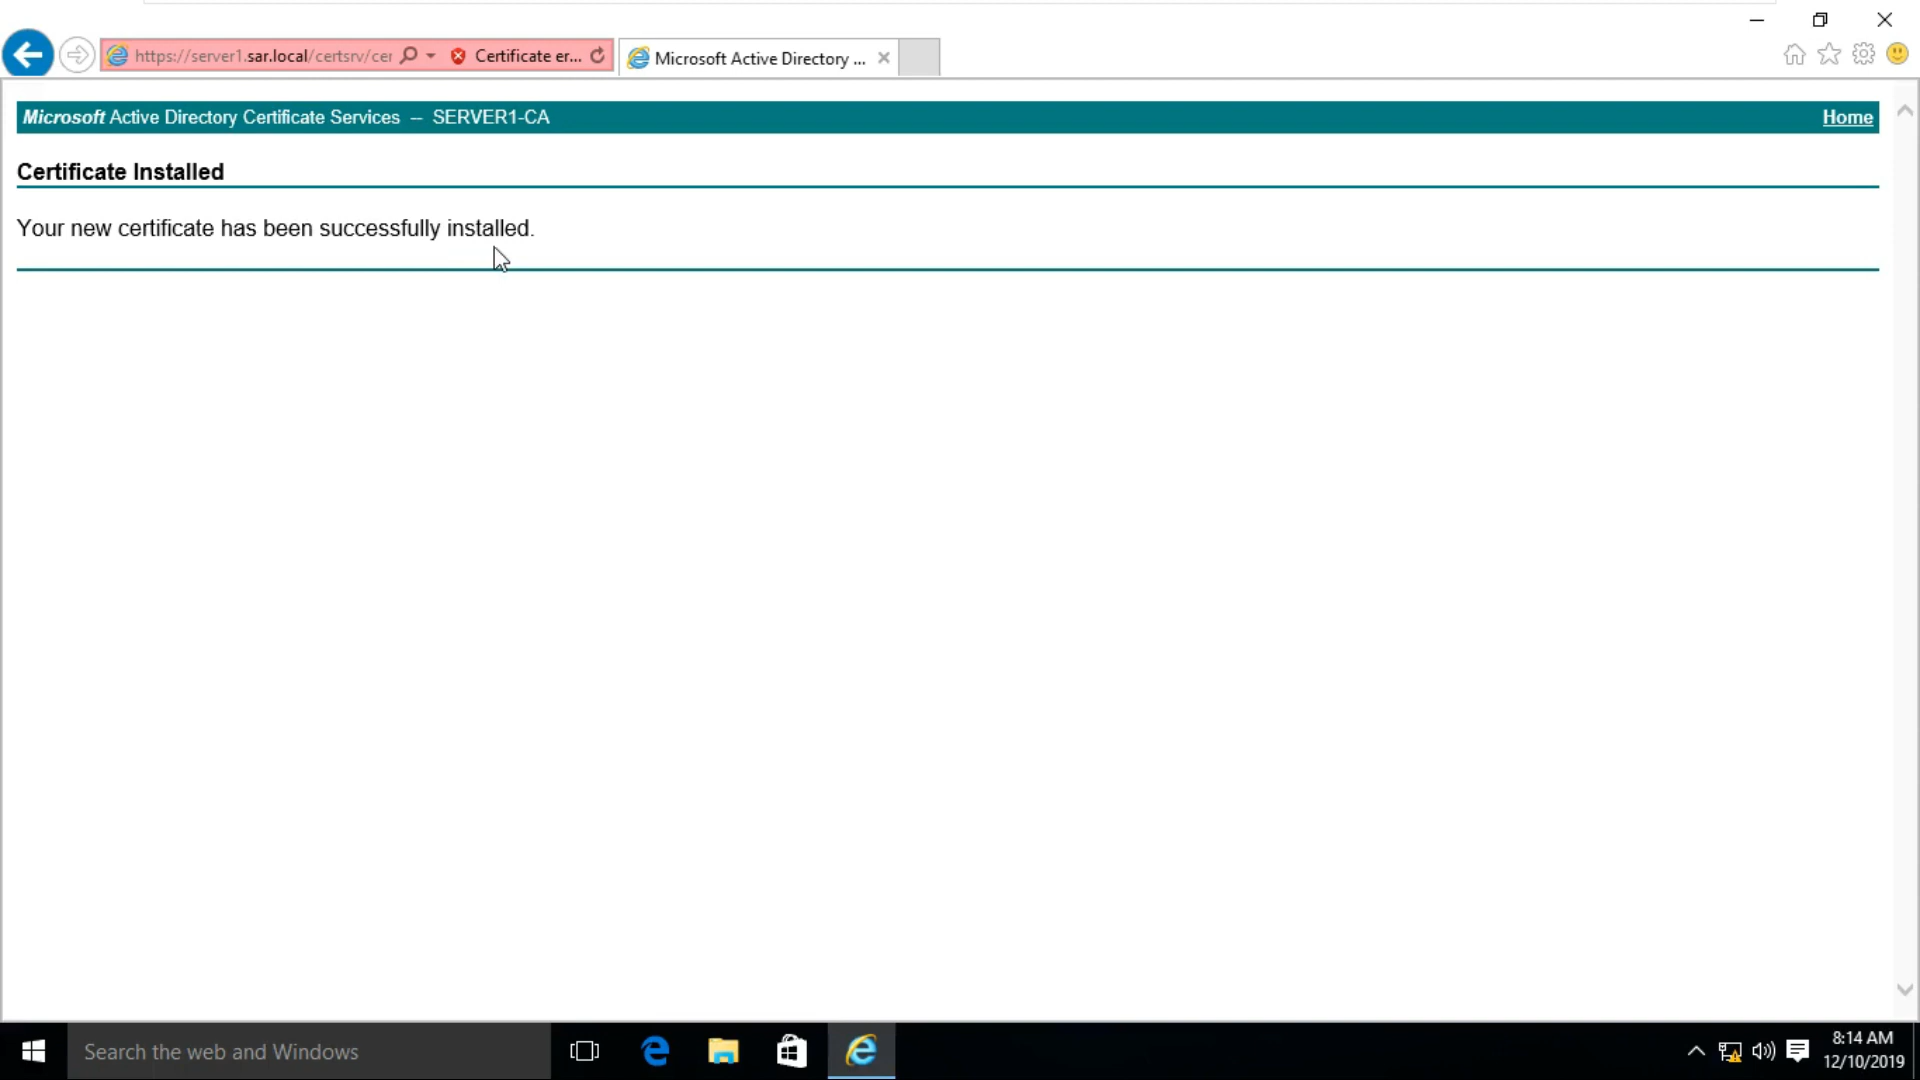 https://server1.sar.local/certsrv/cer
Certificate er...
Microsoft Active Directory ...
Microsoft Active Directory Certificate Services -- SERVER1-CA
Home
Certificate Installed
Your new certificate has been successfully installed.
Search the web and Windows
8:14 AM
12/10/2019